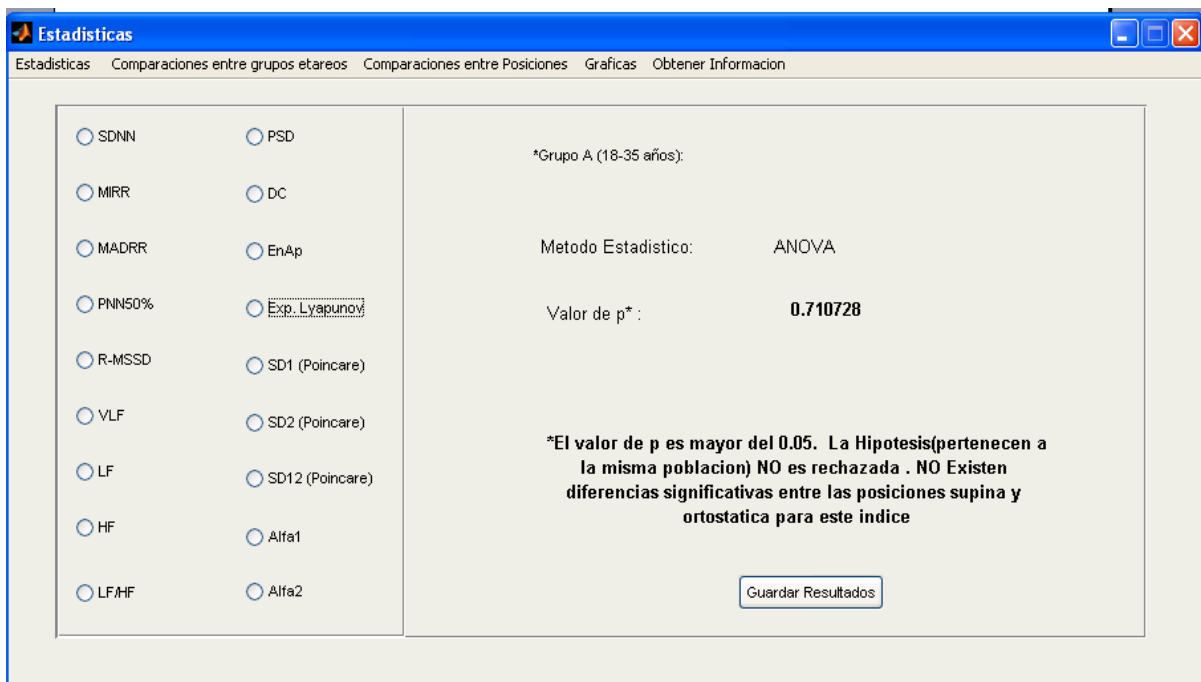 Estadisticas
Estadisticas Comparaciones entre grupos etareos Comparaciones entre Posiciones Graficas Obtener Informacion
SDNN
MIRR
MADRR
PNN50%
R-MSSD
VLF
LF
HF
LF/HF
PSD
DC
EnAp
Exp. Lyapunov
SD1 (Poincare)
SD2 (Poincare)
SD12 (Poincare)
Alfa1
Alfa2
*Grupo A (18-35 años):
Metodo Estadistico: ANOVA
Valor de p* : 0.710728
*El valor de p es mayor del 0.05. La Hipotesis(pertenecen a
la misma poblacion) NO es rechazada . NO Existen
diferencias significativas entre las posiciones supina y
ortostatica para este indice
Guardar Resultados